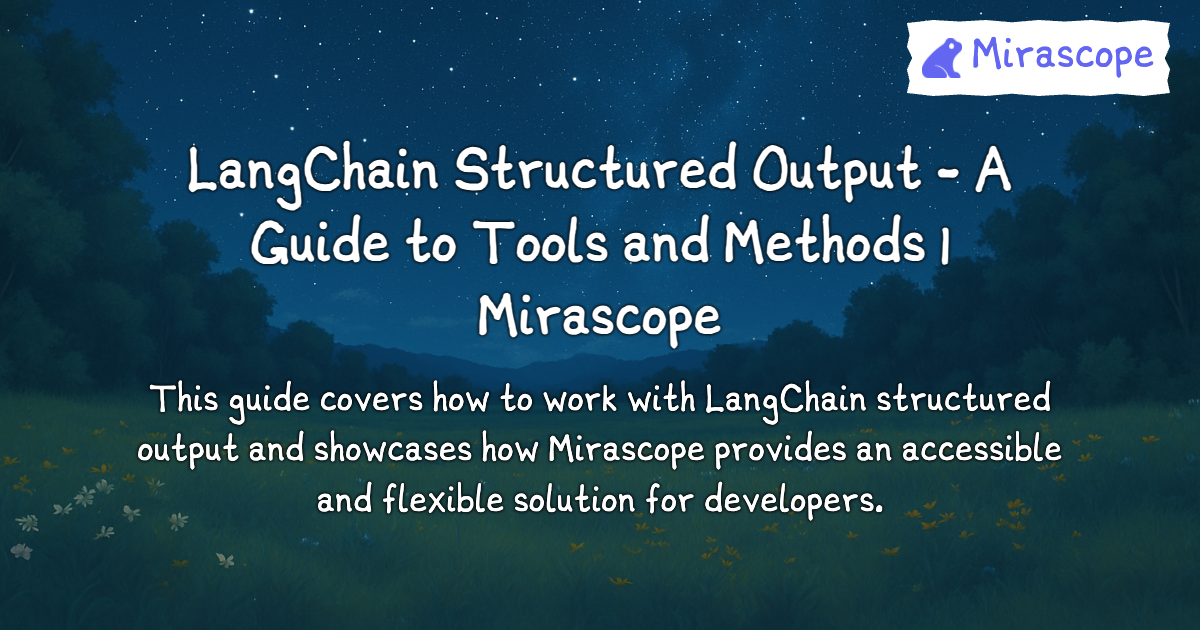 Mirascope
LangChain Structured Output - A
Guide to Tools and Methods |
Mirascope
This guide covers how to work with LangChain structured
output and showcases how Mirascope provides an accessible
and flexible solution for developers.